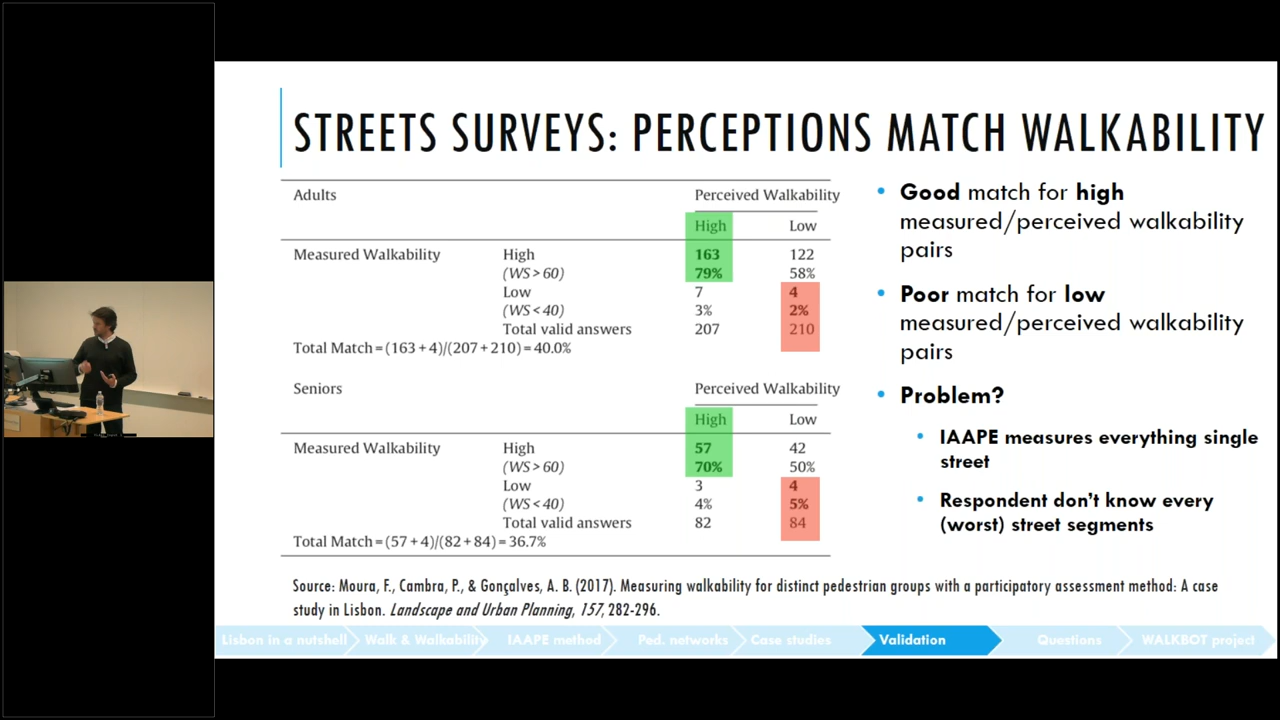 STREETS SURVEYS: PERCEPTIONS MATCH WALKABILITY
Adults Perceived Walkability
High Low
Measured Walkability High 163 122
(WS > 60) 79% 58%
Low 7 4
(WS < 40) 3% 2%
Total valid answers 207 210
Total Match = (163 + 4)/(207 + 210) = 40.0%
Seniors Perceived Walkability
High Low
Measured Walkability High 57 42
(WS > 60) 70% 50%
Low 3 4
(WS < 40) 4% 5%
Total valid answers 82 84
Total Match = (57 + 4)/(82 + 84) = 36.7%
• Good match for high
measured/perceived walkability
pairs
• Poor match for low
measured/perceived walkability
pairs
• Problem?
• IAAPE measures everything single
street
• Respondent don't know every
(worst) street segments
Source: Moura, F., Cambra, P., & Gonçalves, A. B. (2017). Measuring walkability for distinct pedestrian groups with a participatory assessment method: A case
study in Lisbon. Landscape and Urban Planning, 157, 282-296.
Lisbon in a nutshell Walk & Walkability IAAPE method Ped. networks Case studies Validation Questions WALKBOT project